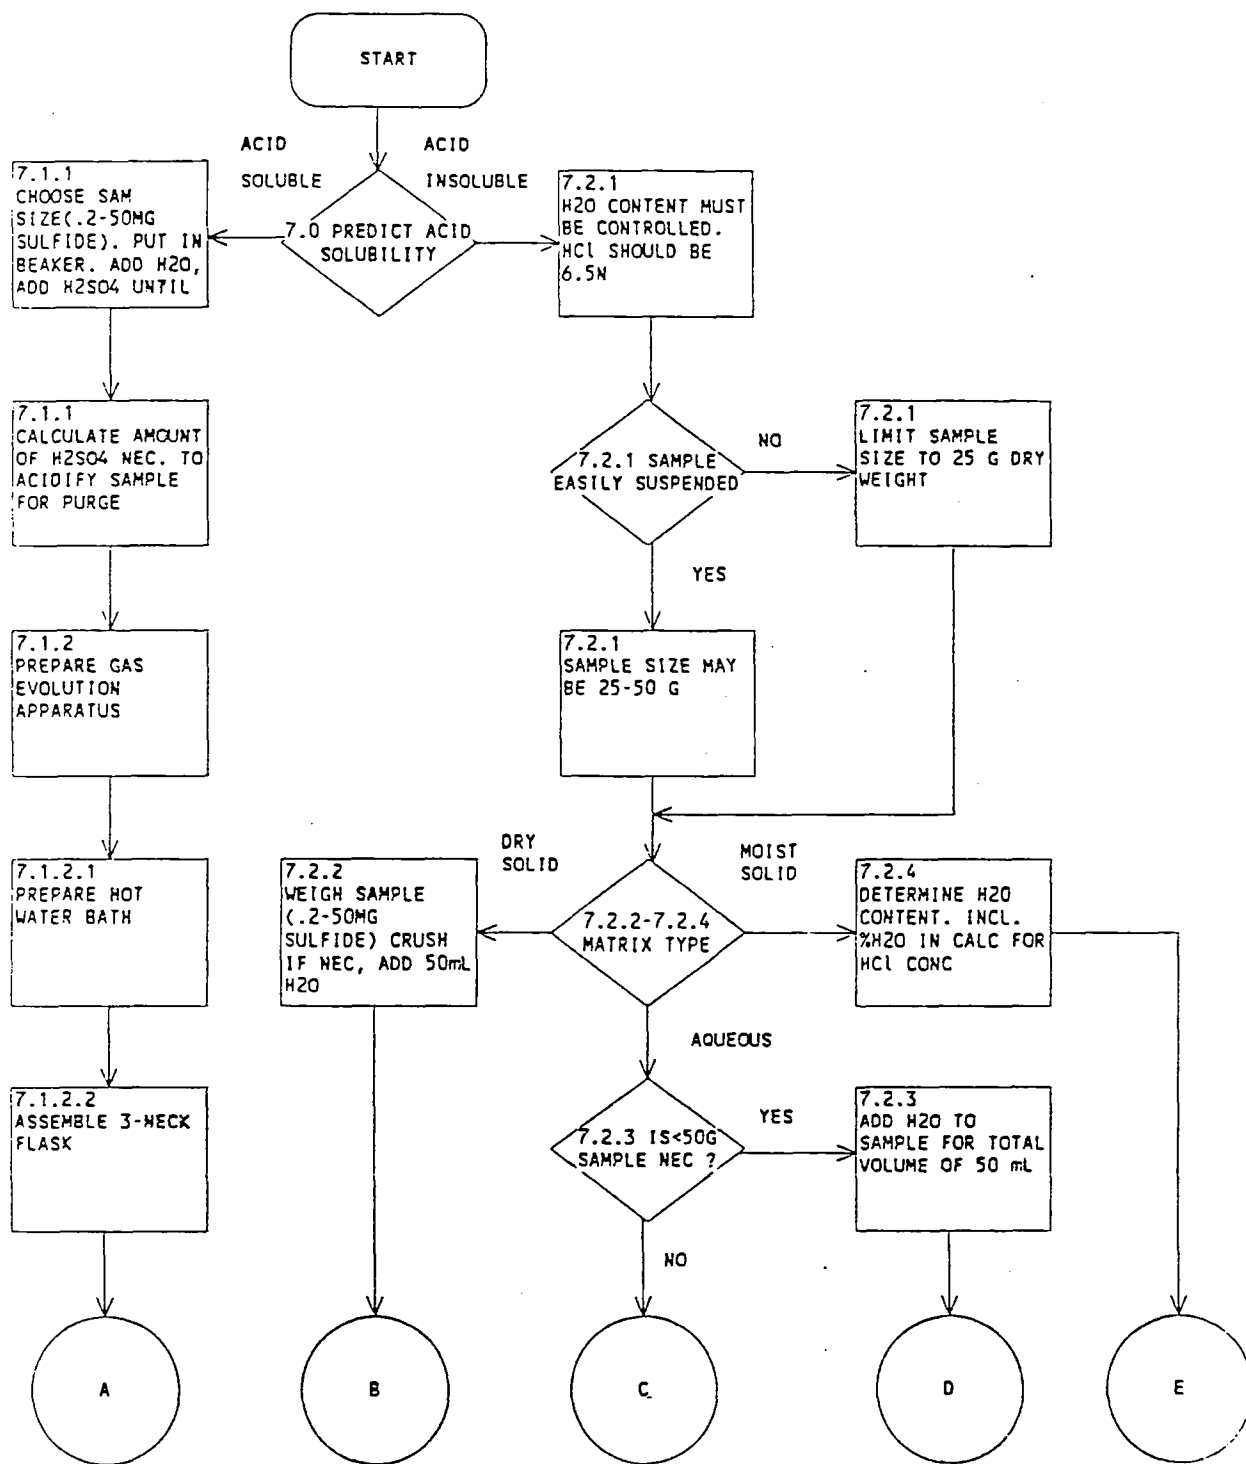 START
ACID
SOLUBLE
ACID
INSOLUBLE
7.0 PREDICT ACID
SOLUBILITY
7.1.1
CHOOSE SAM
SIZE(.2-50MG
SULFIDE). PUT IN
BEAKER. ADD H2O,
ADD H2SO4 UNTIL
7.2.1
H2O CONTENT MUST
BE CONTROLLED.
HCl SHOULD BE
6.5N
7.1.1
CALCULATE AMOUNT
OF H2SO4 NEC. TO
ACIDIFY SAMPLE
FOR PURGE
7.2.1 SAMPLE
EASILY SUSPENDED
NO
7.2.1
LIMIT SAMPLE
SIZE TO 25 G DRY
WEIGHT
YES
7.1.2
PREPARE GAS
EVOLUTION
APPARATUS
7.2.1
SAMPLE SIZE MAY
BE 25-50 G
7.1.2.1
PREPARE HOT
WATER BATH
DRY
SOLID
7.2.2
WEIGH SAMPLE
(.2-50MG
SULFIDE) CRUSH
IF NEC, ADD 50mL
H2O
7.2.2-7.2.4
MATRIX TYPE
MOIST
SOLID
7.2.4
DETERMINE H2O
CONTENT. INCL.
%H2O IN CALC FOR
HCl CONC
AQUEOUS
7.1.2.2
ASSEMBLE 3-NECK
FLASK
7.2.3 IS<50G
SAMPLE NEC ?
YES
7.2.3
ADD H2O TO
SAMPLE FOR TOTAL
VOLUME OF 50 mL
NO
A
B
C
D
E